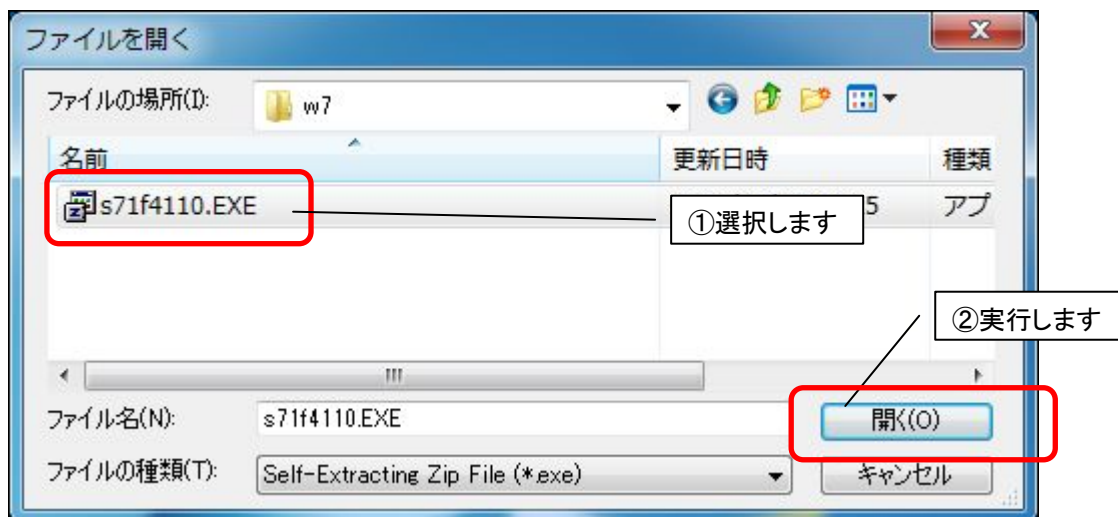 ファイルを開く
ファイルの場所(I):
w7
名前
更新日時
種類
s71f4110.EXE
①選択します
5
アプ
②実行します
ファイル名(N):
s71f4110.EXE
開く(O)
ファイルの種類(T):
Self-Extracting Zip File (*.exe)
キャンセル